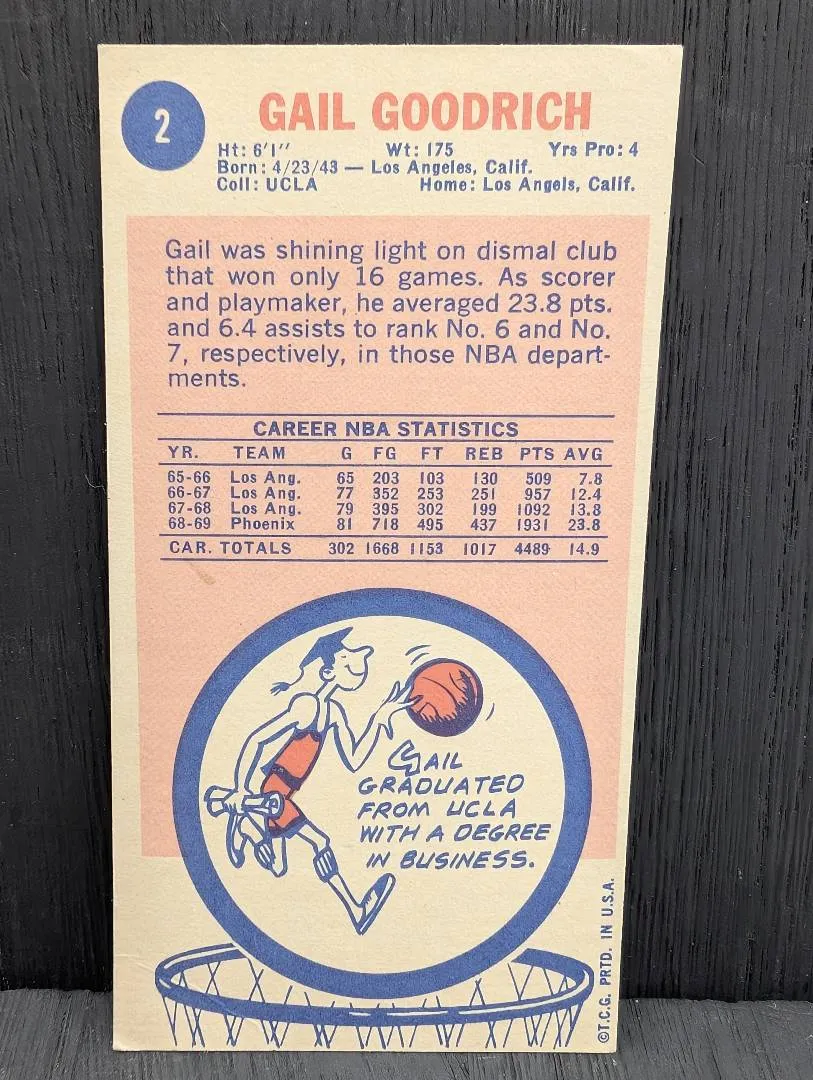 2
GAIL GOODRICH
Ht: 6'1" Wt: 175 Yrs Pro: 4
Born: 4/23/43 — Los Angeles, Calif.
Coll: UCLA Home: Los Angels, Calif.
Gail was shining light on dismal club
that won only 16 games. As scorer
and playmaker, he averaged 23.8 pts.
and 6.4 assists to rank No. 6 and No.
7, respectively, in those NBA depart-
ments.
CAREER NBA STATISTICS
YR. TEAM G FG FT REB PTS AVG
65-66 Los Ang. 65 203 103 130 509 7.8
66-67 Los Ang. 77 352 253 251 957 12.4
67-68 Los Ang. 79 395 302 199 1092 13.8
68-69 Phoenix 81 718 495 437 1931 23.8
CAR. TOTALS 302 1668 1153 1017 4489 14.9
GAIL
GRADUATED
FROM UCLA
WITH A DEGREE
IN BUSINESS.
©T.C.G. PRTD. IN U.S.A.